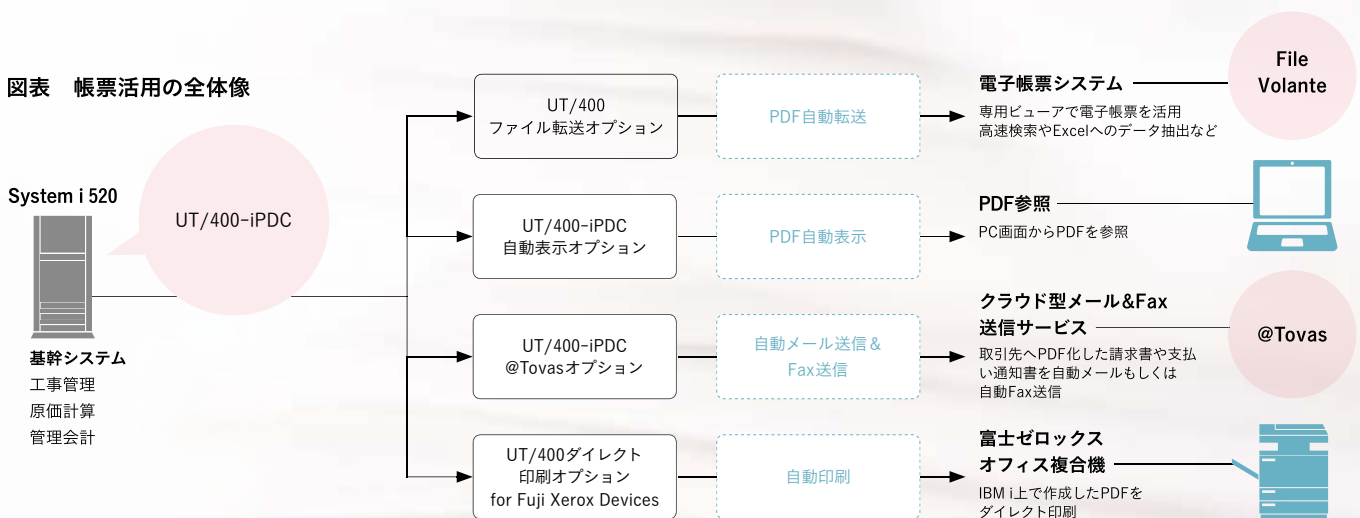 図表　帳票活用の全体像
System i 520
UT/400-iPDC
基幹システム
工事管理
原価計算
管理会計
UT/400
ファイル転送オプション
PDF自動転送
電子帳票システム
専用ビューアで電子帳票を活用
高速検索やExcelへのデータ抽出など
File
Volante
UT/400-iPDC
自動表示オプション
PDF自動表示
PDF参照
PC画面からPDFを参照
UT/400-iPDC
@Tovasオプション
自動メール送信＆
Fax送信
クラウド型メール＆Fax
送信サービス
取引先へPDF化した請求書や支払
い通知書を自動メールもしくは
自動Fax送信
@Tovas
UT/400ダイレクト
印刷オプション
for Fuji Xerox Devices
自動印刷
富士ゼロックス
オフィス複合機
IBM i上で作成したPDFを
ダイレクト印刷